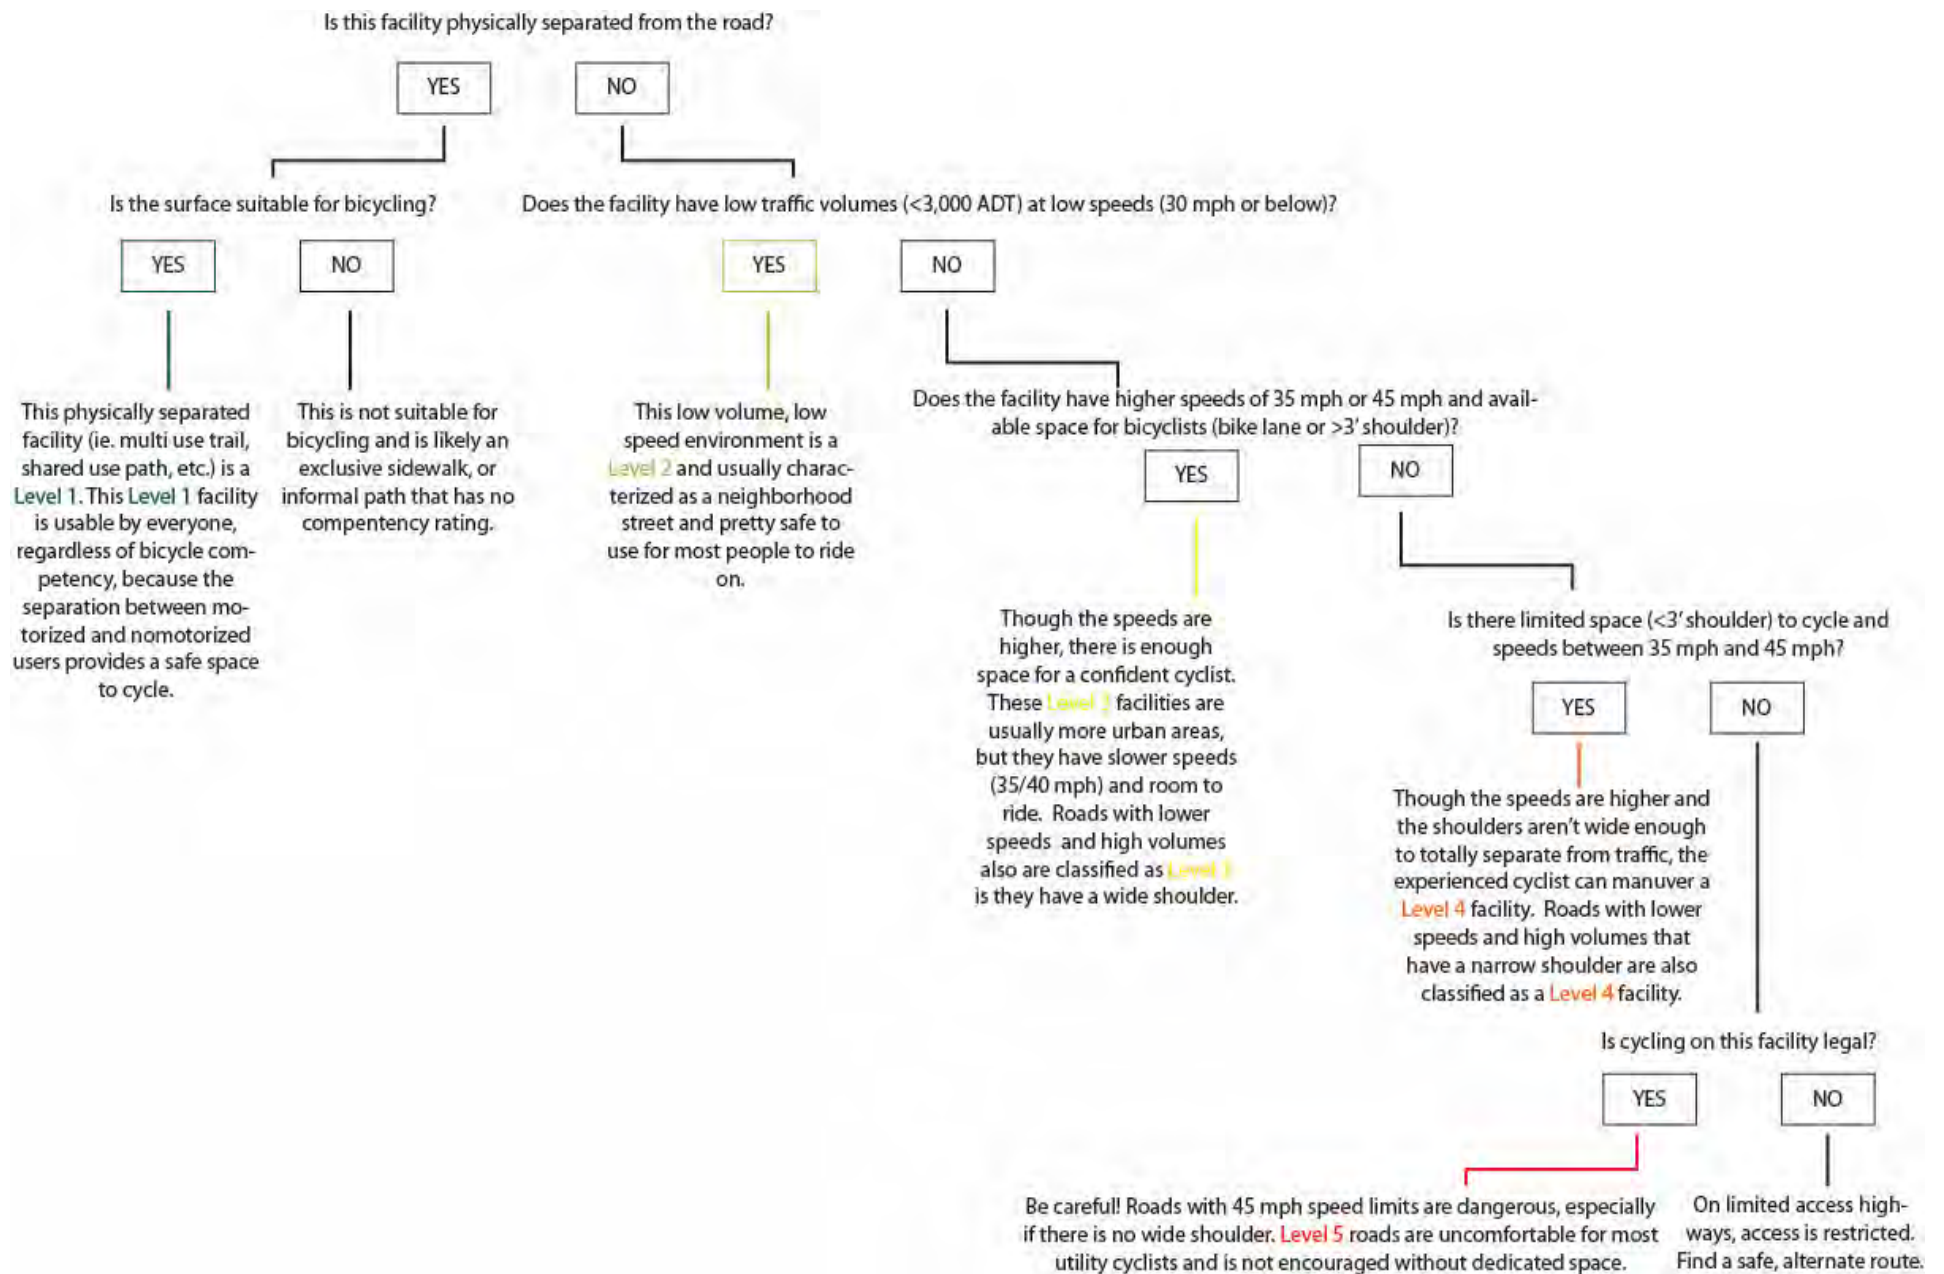 Is this facility physically separated from the road?
YES
NO
Is the surface suitable for bicycling?
Does the facility have low traffic volumes (<3,000 ADT) at low speeds (30 mph or below)?
YES
NO
YES
NO
This physically separated
facility (ie. multi use trail,
shared use path, etc.) is a
Level 1. This Level 1 facility
is usable by everyone,
regardless of bicycle com-
petency, because the
separation between mo-
torized and nomotorized
users provides a safe space
to cycle.
This is not suitable for
bicycling and is likely an
exclusive sidewalk, or
informal path that has no
compentency rating.
This low volume, low
speed environment is a
Level 2 and usually charac-
terized as a neighborhood
street and pretty safe to
use for most people to ride
on.
Does the facility have higher speeds of 35 mph or 45 mph and avail-
able space for bicyclists (bike lane or >3' shoulder)?
YES
NO
Though the speeds are
higher, there is enough
space for a confident cyclist.
These Level facilities are
usually more urban areas,
but they have slower speeds
(35/40 mph) and room to
ride. Roads with lower
speeds and high volumes
also are classified as Level
is they have a wide shoulder.
Is there limited space (<3' shoulder) to cycle and
speeds between 35 mph and 45 mph?
YES
NO
Though the speeds are higher and
the shoulders aren't wide enough
to totally separate from traffic, the
experienced cyclist can manuver a
Level 4 facility. Roads with lower
speeds and high volumes that
have a narrow shoulder are also
classified as a Level 4 facility.
Is cycling on this facility legal?
YES
NO
Be careful! Roads with 45 mph speed limits are dangerous, especially
if there is no wide shoulder. Level 5 roads are uncomfortable for most
utility cyclists and is not encouraged without dedicated space.
On limited access high-
ways, access is restricted.
Find a safe, alternate route.